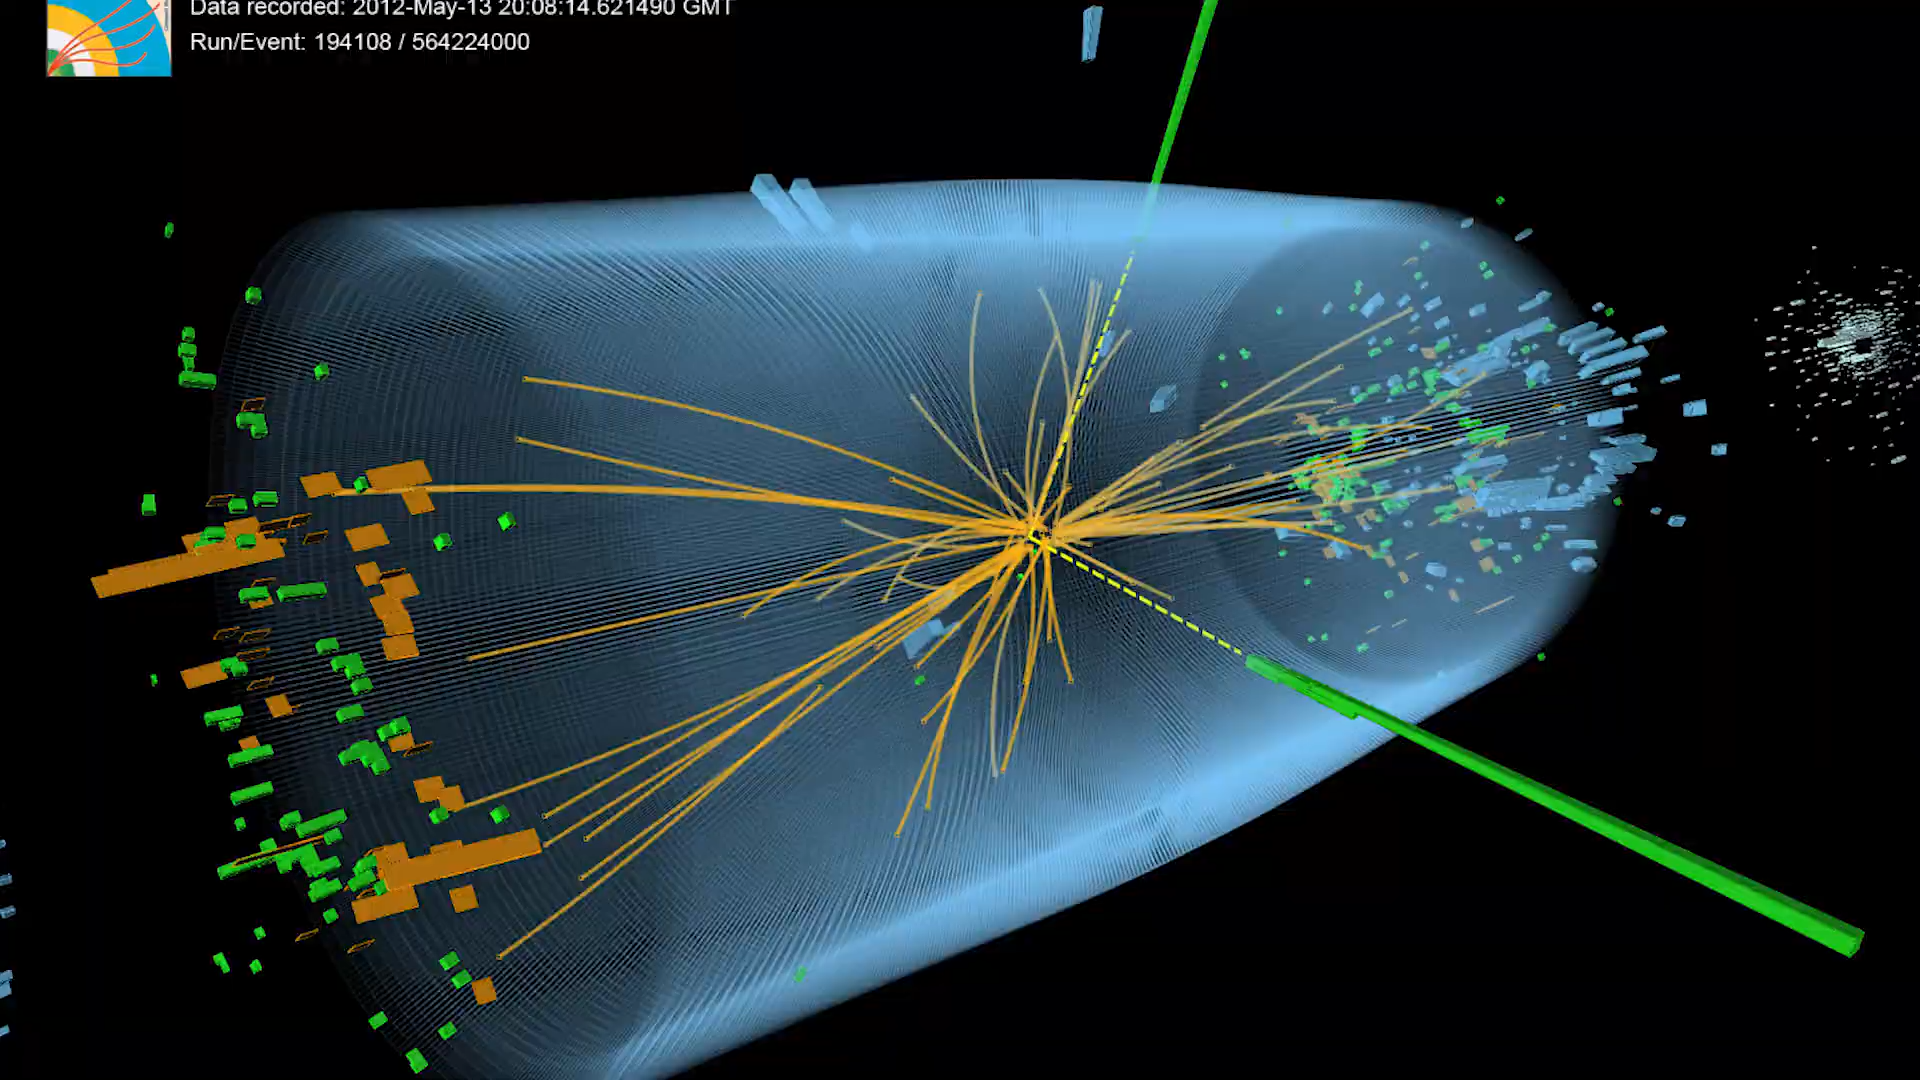 Data recorded: 2012-May-13 20:08:14.621490 GMT
Run/Event: 194108 / 564224000